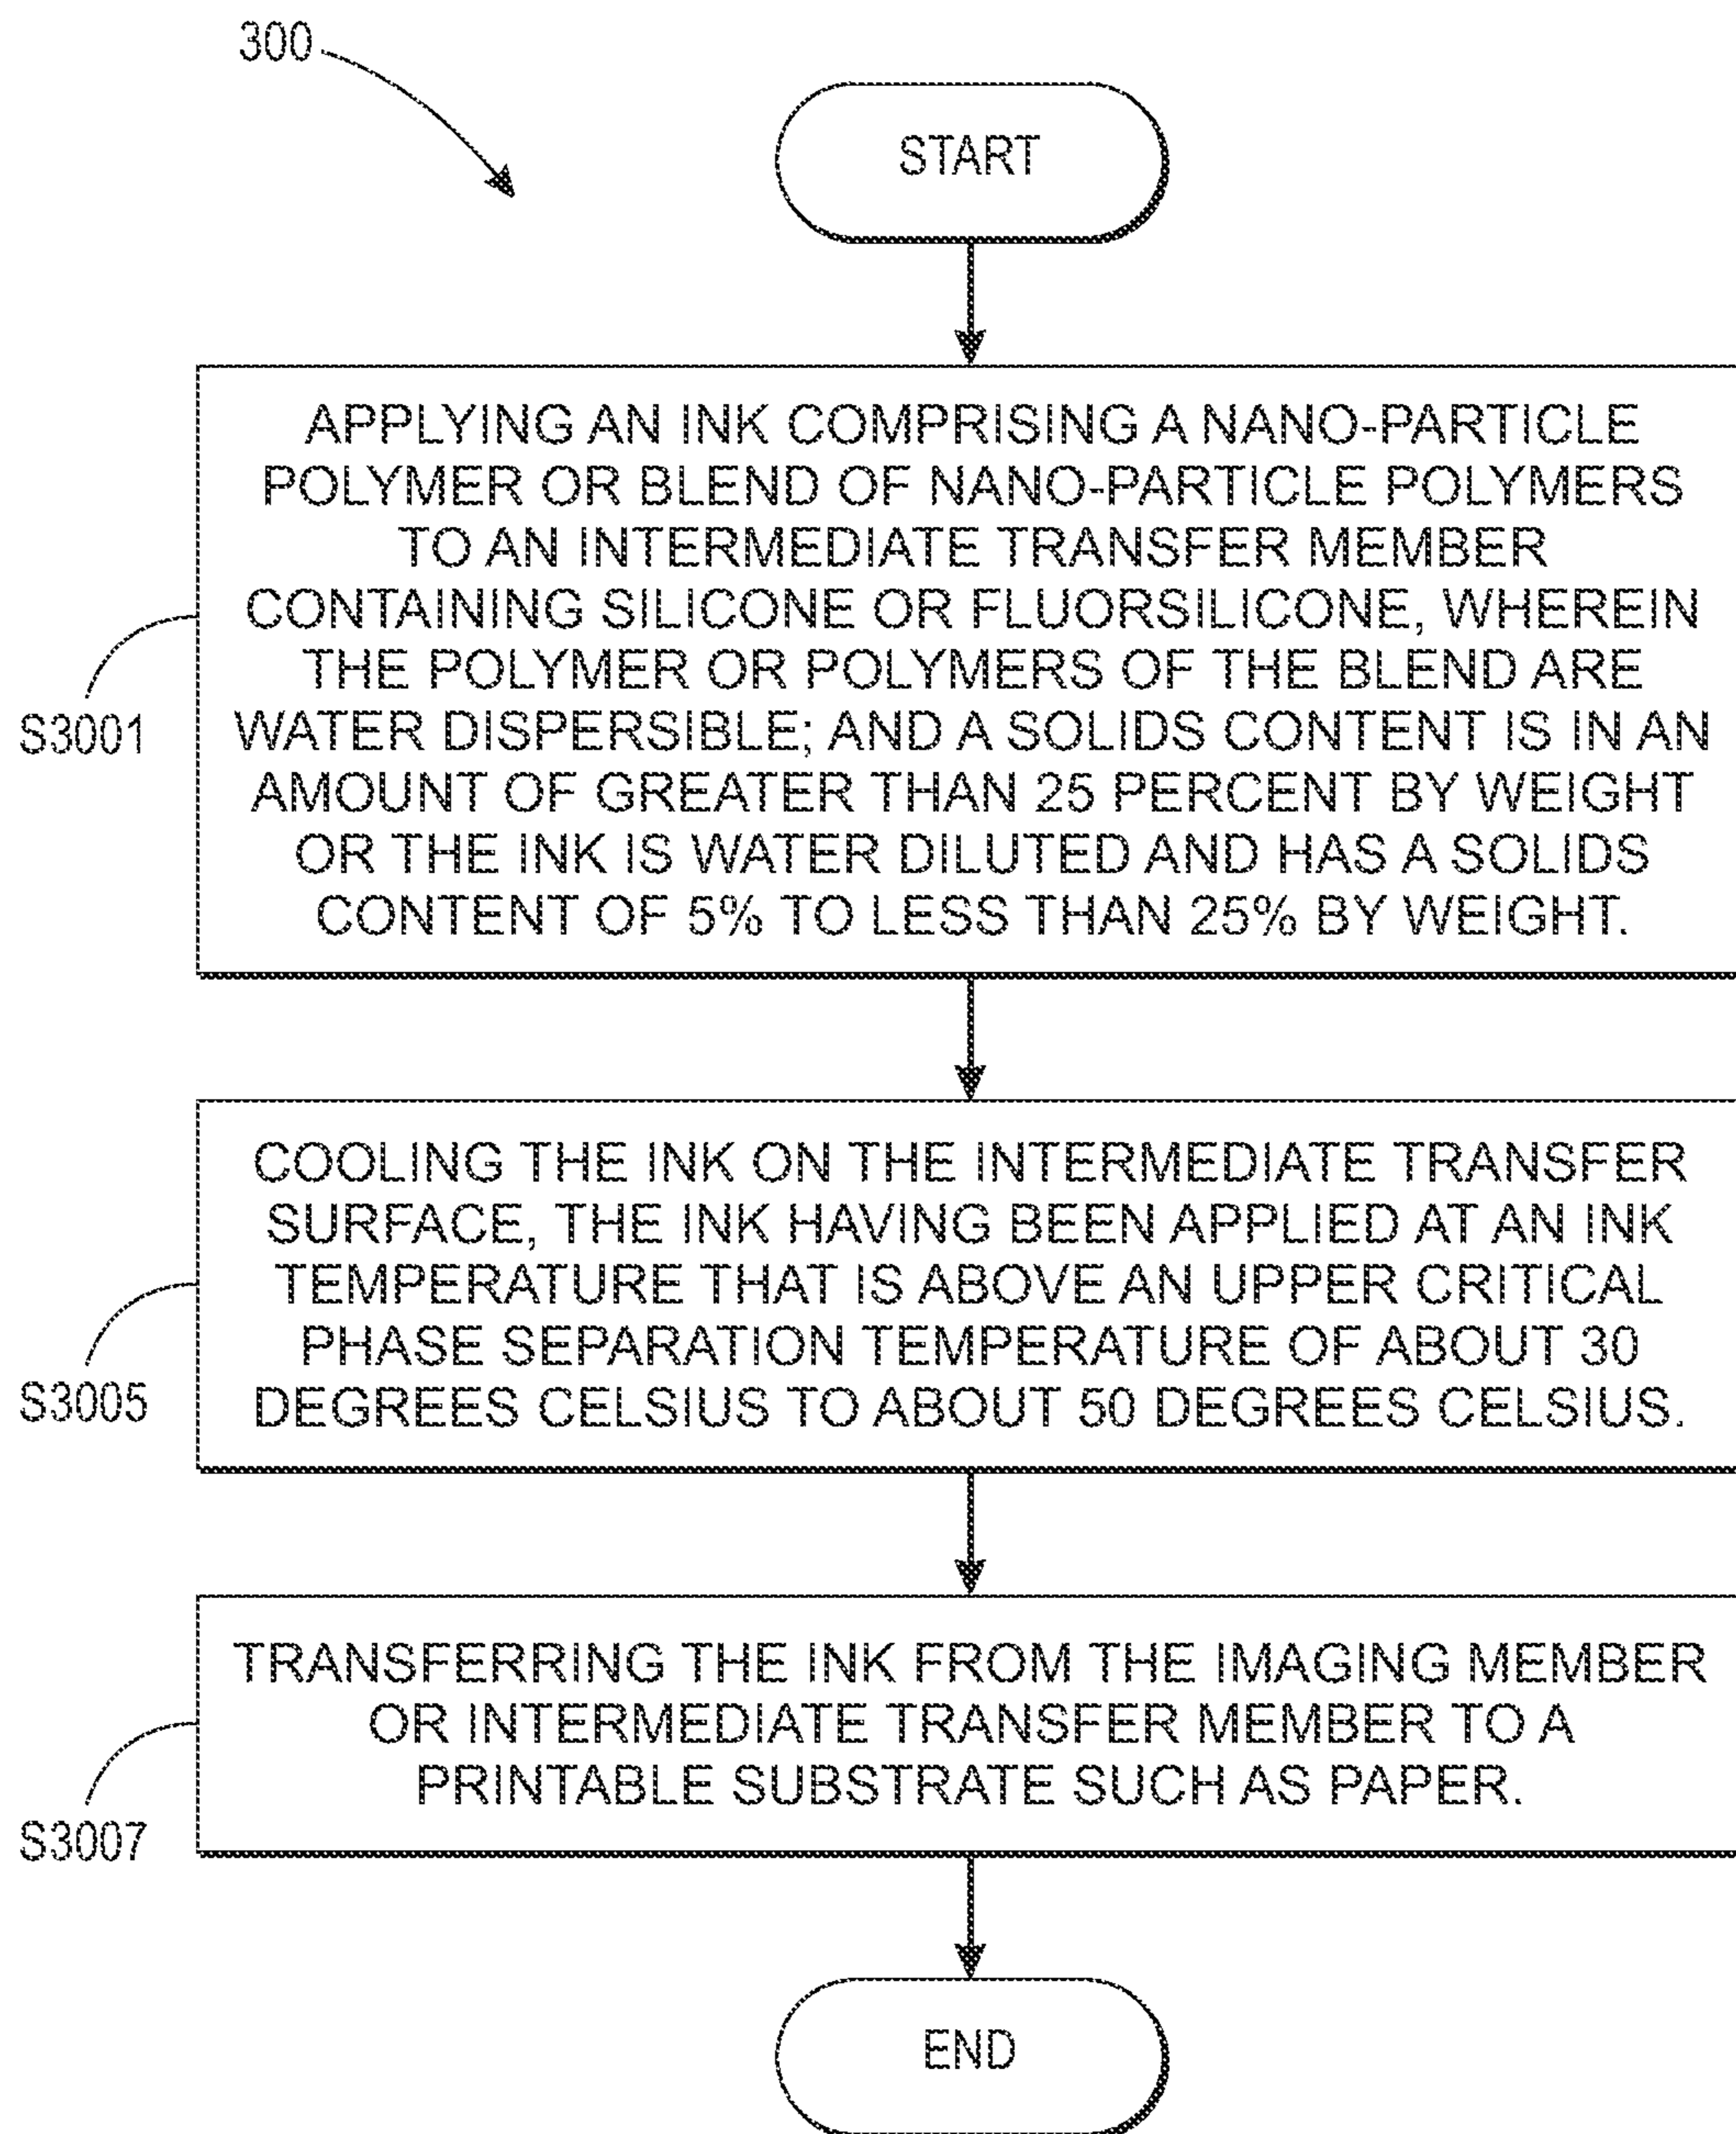 300
START
APPLYING AN INK COMPRISING A NANO-PARTICLE
POLYMER OR BLEND OF NANO-PARTICLE POLYMERS
TO AN INTERMEDIATE TRANSFER MEMBER
CONTAINING SILICONE OR FLUORSILICONE, WHEREIN
THE POLYMER OR POLYMERS OF THE BLEND ARE
WATER DISPERSIBLE; AND A SOLIDS CONTENT IS IN AN
AMOUNT OF GREATER THAN 25 PERCENT BY WEIGHT
OR THE INK IS WATER DILUTED AND HAS A SOLIDS
CONTENT OF 5% TO LESS THAN 25% BY WEIGHT.
S3001
COOLING THE INK ON THE INTERMEDIATE TRANSFER
SURFACE, THE INK HAVING BEEN APPLIED AT AN INK
TEMPERATURE THAT IS ABOVE AN UPPER CRITICAL
PHASE SEPARATION TEMPERATURE OF ABOUT 30
DEGREES CELSIUS TO ABOUT 50 DEGREES CELSIUS.
S3005
TRANSFERRING THE INK FROM THE IMAGING MEMBER
OR INTERMEDIATE TRANSFER MEMBER TO A
PRINTABLE SUBSTRATE SUCH AS PAPER.
S3007
END